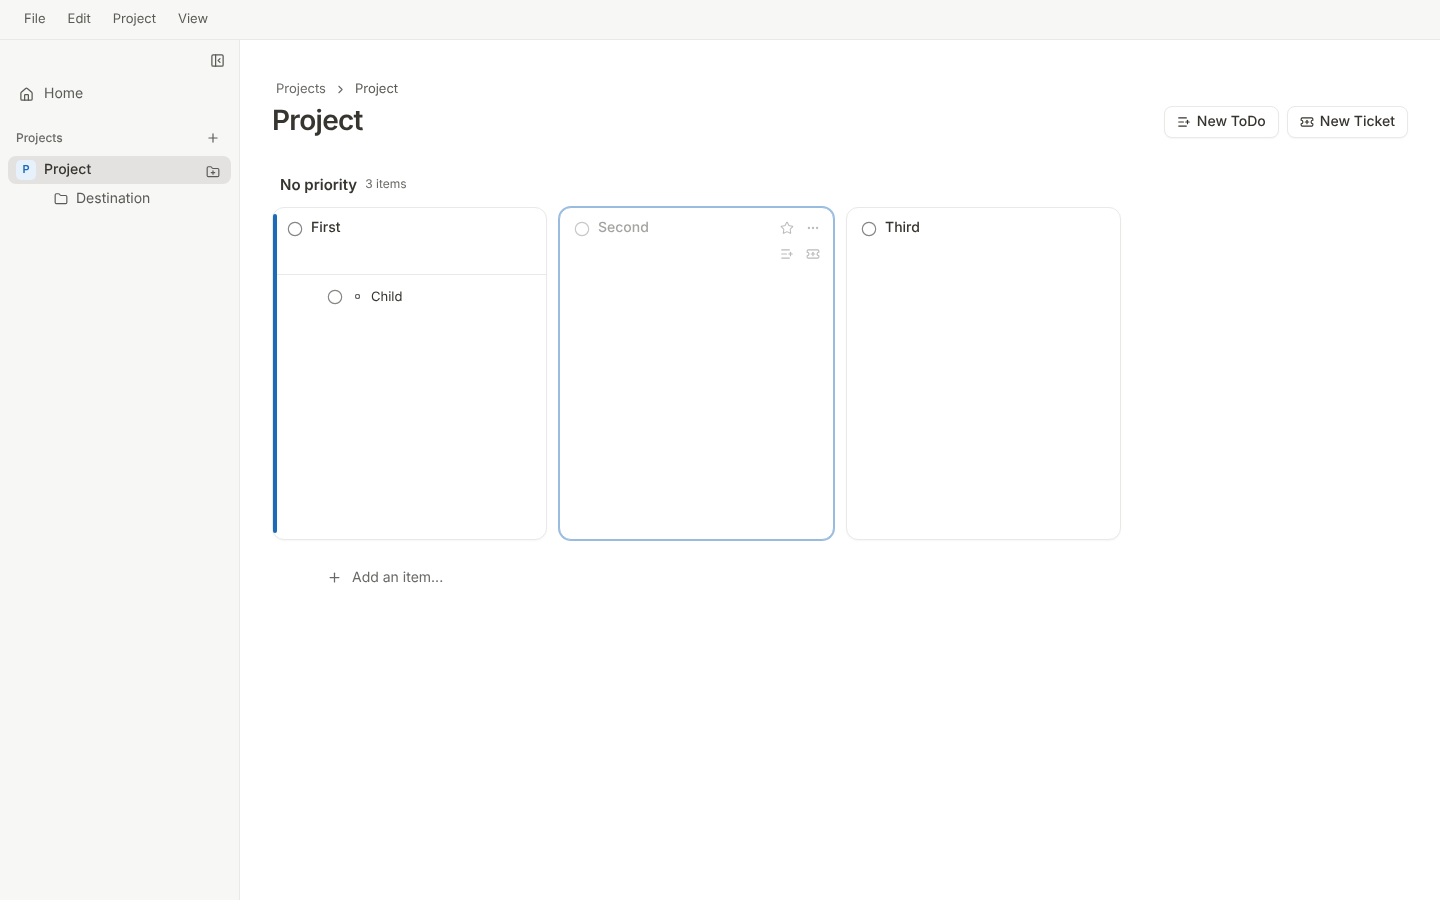 File Edit Project View
Home
Projects
P Project
Destination
Projects > Project
Project
New ToDo New Ticket
No priority 3 items
First
Child
Second
Third
Add an item...